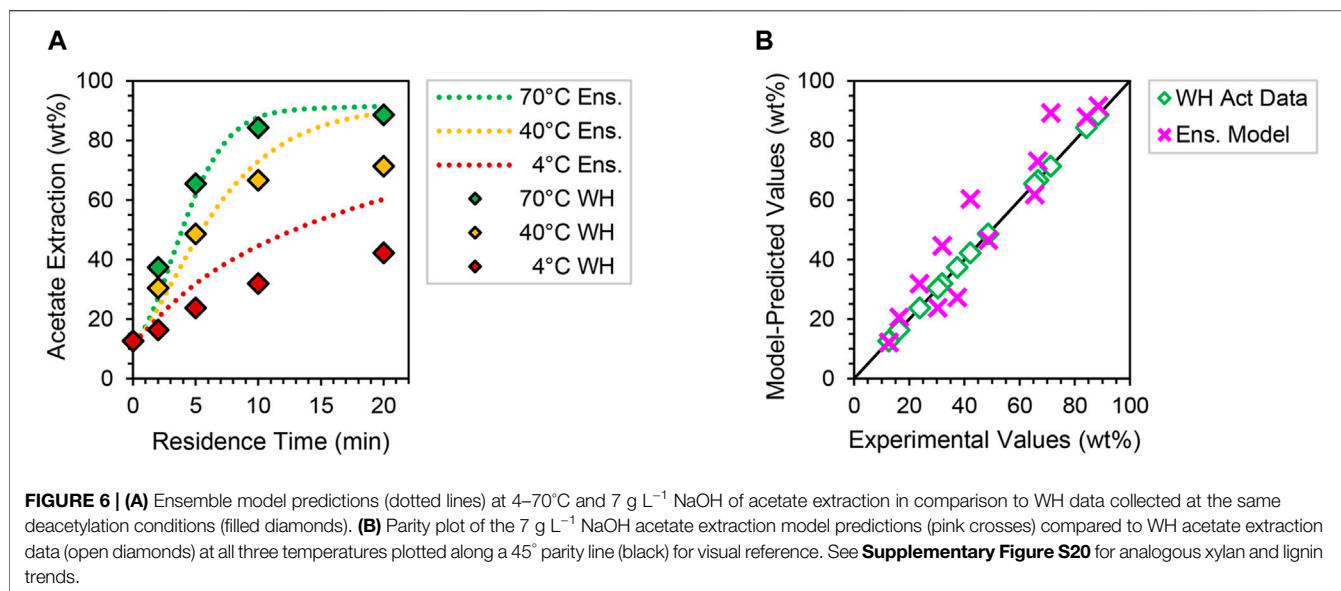 A
100
80
60
40
20
0
Acetate Extraction (wt%)
0 5 10 15 20
Residence Time (min)
70°C Ens.
40°C Ens.
4°C Ens.
70°C WH
40°C WH
4°C WH
B
100
80
60
40
20
0
Model-Predicted Values (wt%)
0 20 40 60 80 100
Experimental Values (wt%)
WH Act Data
Ens. Model
FIGURE 6 | (A) Ensemble model predictions (dotted lines) at 4–70°C and 7 g L⁻¹ NaOH of acetate extraction in comparison to WH data collected at the same
deacetylation conditions (filled diamonds). (B) Parity plot of the 7 g L⁻¹ NaOH acetate extraction model predictions (pink crosses) compared to WH acetate extraction
data (open diamonds) at all three temperatures plotted along a 45° parity line (black) for visual reference. See Supplementary Figure S20 for analogous xylan and lignin
trends.